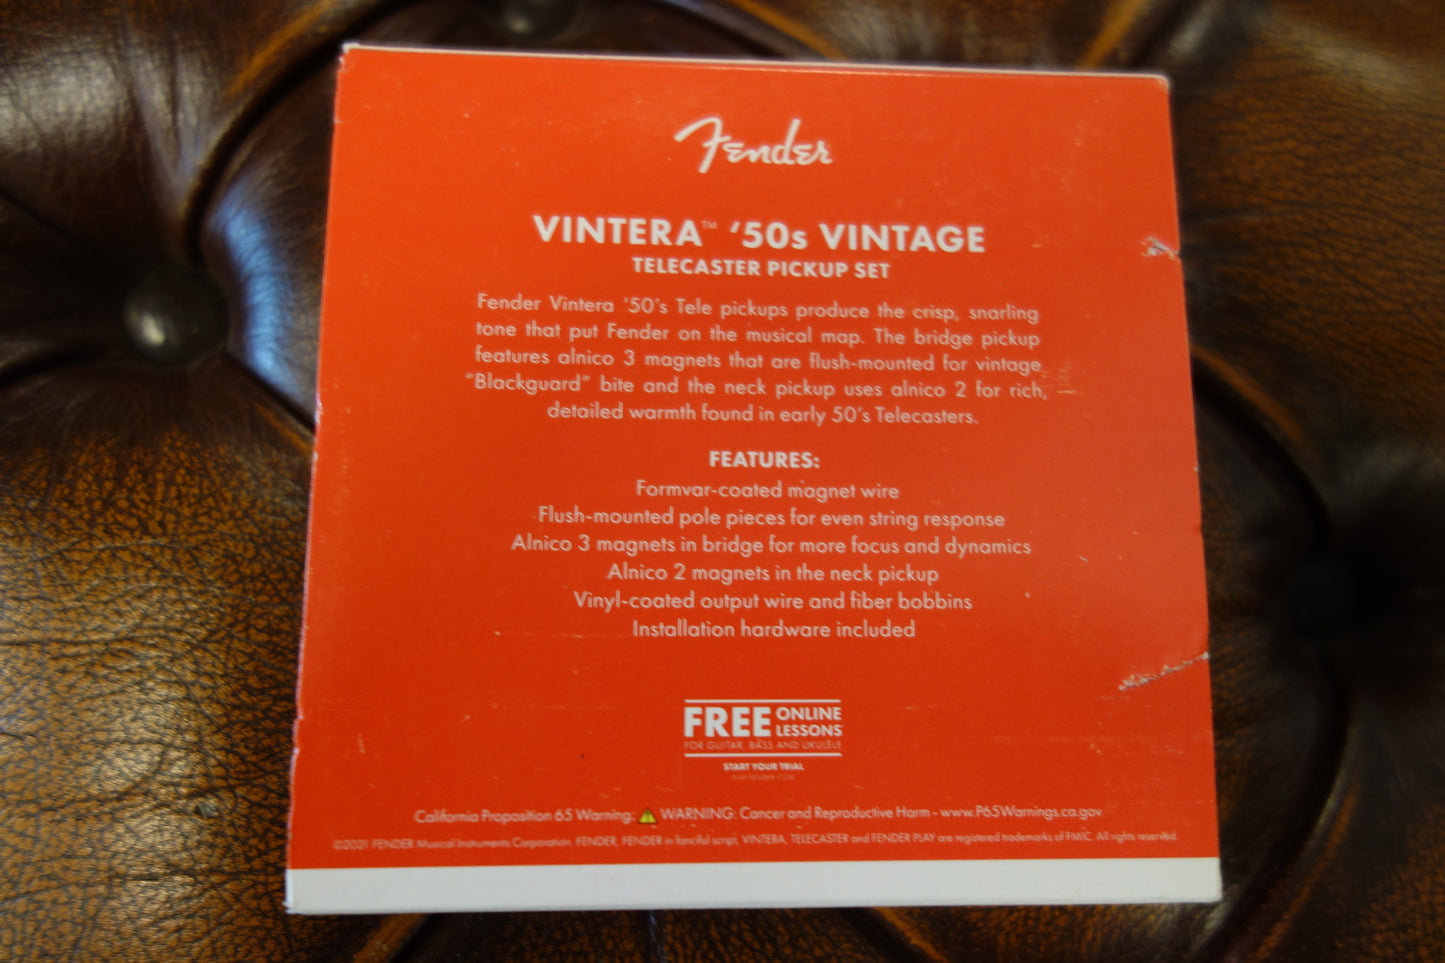 Fender
VINTERA™ ‘50s VINTAGE
TELECASTER PICKUP SET
Fender Vintera ‘50’s Tele pickups produce the crisp, snarling
tone that put Fender on the musical map. The bridge pickup
features alnico 3 magnets that are flush-mounted for vintage
“Blackguard” bite and the neck pickup uses alnico 2 for rich,
detailed warmth found in early 50’s Telecasters.
FEATURES:
Formvar-coated magnet wire
Flush-mounted pole pieces for even string response
Alnico 3 magnets in bridge for more focus and dynamics
Alnico 2 magnets in the neck pickup
Vinyl-coated output wire and fiber bobbins
Installation hardware included
FREE ONLINE LESSONS
FOR GUITAR, BASS AND UKULELE
START YOUR TRIAL
PLAY.FENDER.COM
California Proposition 65 Warning: ⚠ WARNING: Cancer and Reproductive Harm - www.P65Warnings.ca.gov
©2021 FENDER Musical Instruments Corporation. FENDER, FENDER in fanciful script, VINTERA, TELECASTER and FENDER PLAY are registered trademarks of FMIC. All rights reserved.